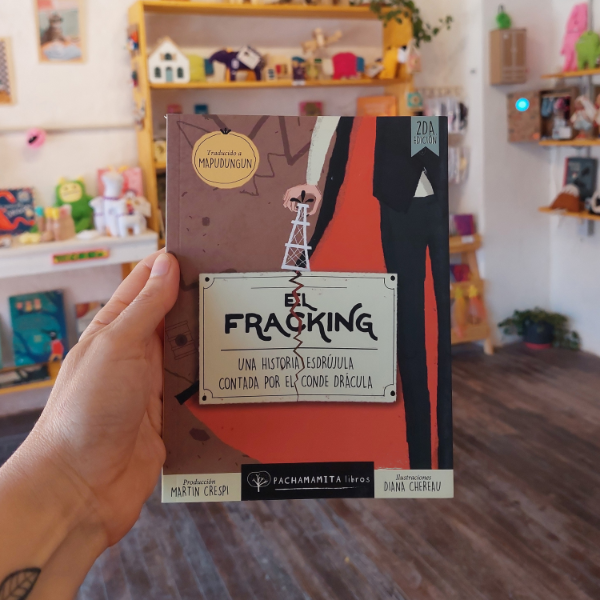 Traducido a
MAPUDUNGUN
2DA
EDICIÓN
EL
FRACKING
UNA HISTORIA ESDRÚJULA
CONTADA POR EL CONDE DRÁCULA
Producción
MARTIN CRESPI
PACHAMAMITA libros
Ilustraciones
DIANA CHEREAU